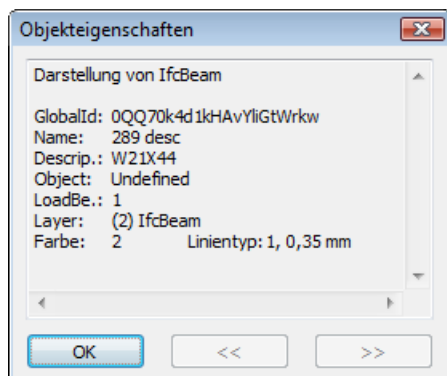 Objekteigenschaften
Darstellung von IfcBeam
GlobalId: 0QQ70k4d1kHAvYliGtWrkw
Name: 289 desc
Descrip.: W21X44
Object: Undefined
LoadBe.: 1
Layer: (2) IfcBeam
Farbe: 2 Linientyp: 1, 0,35 mm
OK << >>